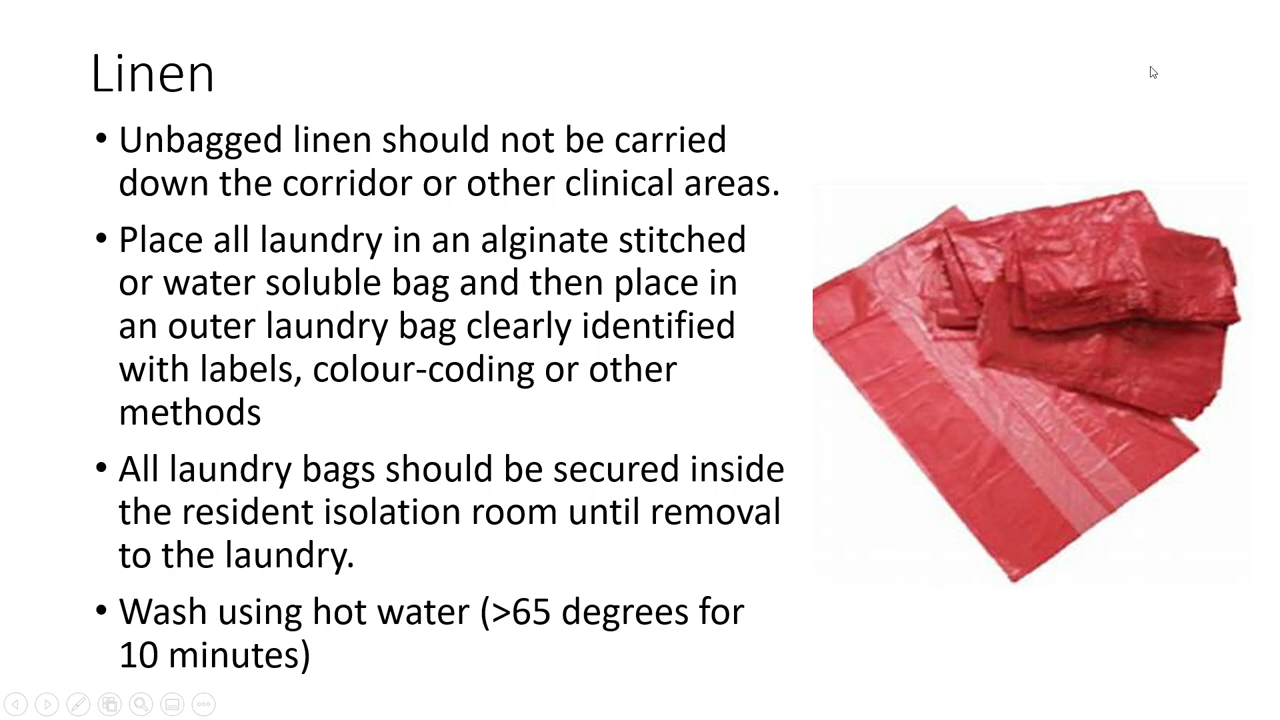 Linen
• Unbagged linen should not be carried
down the corridor or other clinical areas.
• Place all laundry in an alginate stitched
or water soluble bag and then place in
an outer laundry bag clearly identified
with labels, colour-coding or other
methods
• All laundry bags should be secured inside
the resident isolation room until removal
to the laundry.
• Wash using hot water (>65 degrees for
10 minutes)